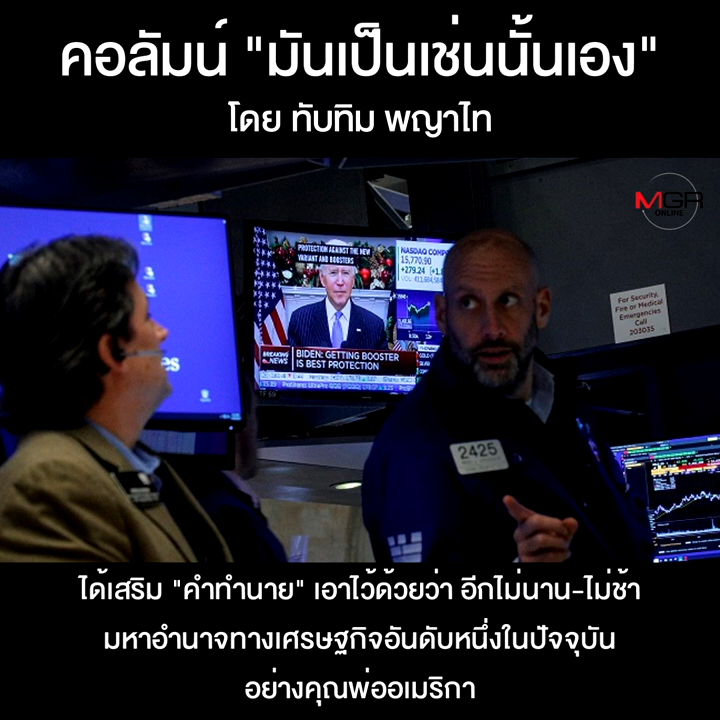 คอลัมน์ "มันเป็นเช่นนั้นเอง"
โดย ทับทิม พญาไท
MGR
ONLINE
PROTECTION AGAINST THE NEW
VARIANT AND BOOSTERS
NASDAQ COMP
15,770.90
+279.24
BREAKING NEWS
BIDEN: GETTING BOOSTER
IS BEST PROTECTION
For Security,
Fire or Medical
Emergencies
Call
203035
2425
ได้เสริม "คำทำนาย" เอาไว้ด้วยว่า อีกไม่นาน-ไม่ช้า
มหาอำนาจทางเศรษฐกิจอันดับหนึ่งในปัจจุบัน
อย่างคุณพ่ออเมริกา